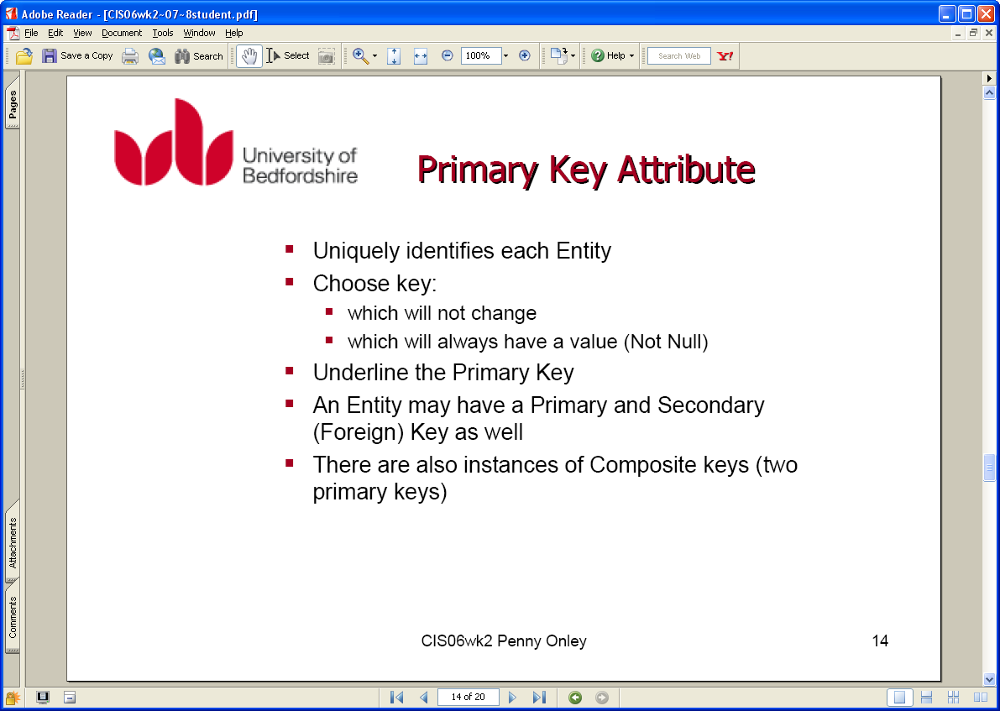 Adobe Reader - [CIS06wk2~07~8student.pdf]
File Edit View Document Tools Window Help
Save a Copy Search Select 100% Help Search Web Y!
Pages
University of
Bedfordshire
Primary Key Attribute
Uniquely identifies each Entity
Choose key:
which will not change
which will always have a value (Not Null)
Underline the Primary Key
An Entity may have a Primary and Secondary
(Foreign) Key as well
There are also instances of Composite keys (two
primary keys)
Attachments
Comments
CIS06wk2 Penny Onley 14
14 of 20